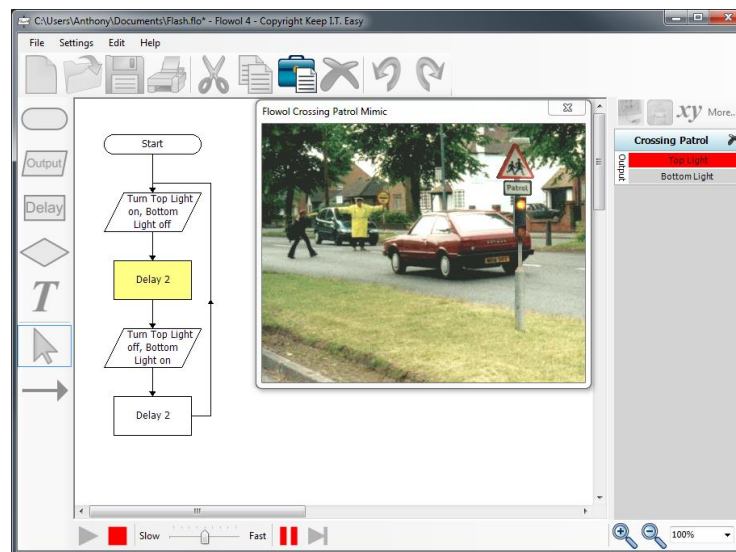 C:\Users\Anthony\Documents\Flash.flo* - Flowol 4 - Copyright Keep I.T. Easy
File Settings Edit Help
xy More...
Output
Delay
T
Start
Turn Top Light
on, Bottom
Light off
Delay 2
Turn Top Light
off, Bottom
Light on
Delay 2
Flowol Crossing Patrol Mimic
Patrol
Crossing Patrol
Output
Top Light
Bottom Light
Slow Fast
100%